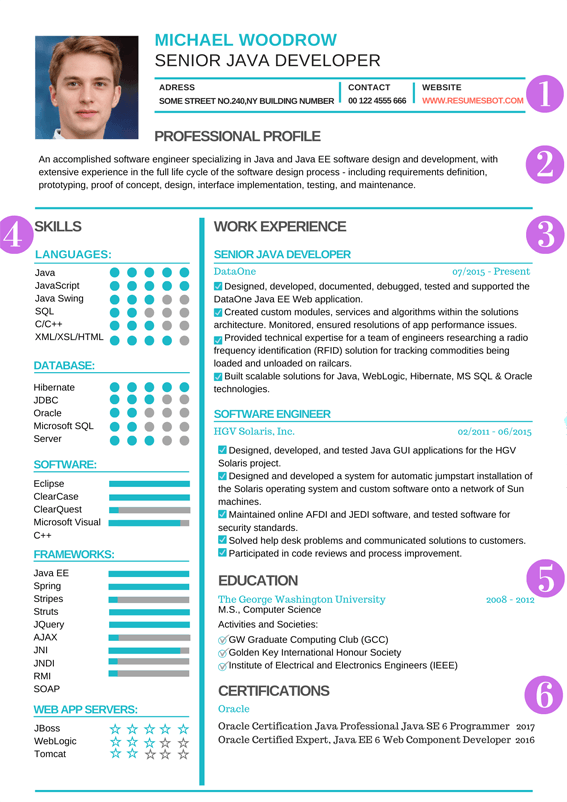 MICHAEL WOODROW
SENIOR JAVA DEVELOPER
ADRESS
SOME STREET NO.240,NY BUILDING NUMBER
CONTACT
00 122 4555 666
WEBSITE
WWW.RESUMESBOT.COM
1
PROFESSIONAL PROFILE
2
An accomplished software engineer specializing in Java and Java EE software design and development, with
extensive experience in the full life cycle of the software design process - including requirements definition,
prototyping, proof of concept, design, interface implementation, testing, and maintenance.
4
SKILLS
LANGUAGES:
Java
JavaScript
Java Swing
SQL
C/C++
XML/XSL/HTML
DATABASE:
Hibernate
JDBC
Oracle
Microsoft SQL
Server
SOFTWARE:
Eclipse
ClearCase
ClearQuest
Microsoft Visual
C++
FRAMEWORKS:
Java EE
Spring
Stripes
Struts
JQuery
AJAX
JNI
JNDI
RMI
SOAP
WEB APP SERVERS:
JBoss
WebLogic
Tomcat
WORK EXPERIENCE
3
SENIOR JAVA DEVELOPER
DataOne 07/2015 - Present
Designed, developed, documented, debugged, tested and supported the
DataOne Java EE Web application.
Created custom modules, services and algorithms within the solutions
architecture. Monitored, ensured resolutions of app performance issues.
Provided technical expertise for a team of engineers researching a radio
frequency identification (RFID) solution for tracking commodities being
loaded and unloaded on railcars.
Built scalable solutions for Java, WebLogic, Hibernate, MS SQL & Oracle
technologies.
SOFTWARE ENGINEER
HGV Solaris, Inc. 02/2011 - 06/2015
Designed, developed, and tested Java GUI applications for the HGV
Solaris project.
Designed and developed a system for automatic jumpstart installation of
the Solaris operating system and custom software onto a network of Sun
machines.
Maintained online AFDI and JEDI software, and tested software for
security standards.
Solved help desk problems and communicated solutions to customers.
Participated in code reviews and process improvement.
EDUCATION
5
The George Washington University 2008 - 2012
M.S., Computer Science
Activities and Societies:
GW Graduate Computing Club (GCC)
Golden Key International Honour Society
Institute of Electrical and Electronics Engineers (IEEE)
CERTIFICATIONS
6
Oracle
Oracle Certification Java Professional Java SE 6 Programmer 2017
Oracle Certified Expert, Java EE 6 Web Component Developer 2016